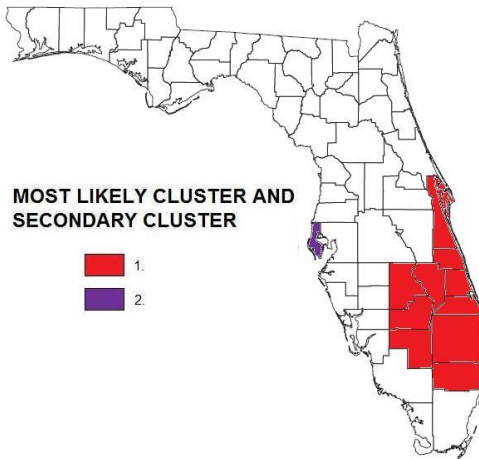 MOST LIKELY CLUSTER AND
SECONDARY CLUSTER
1.
2.